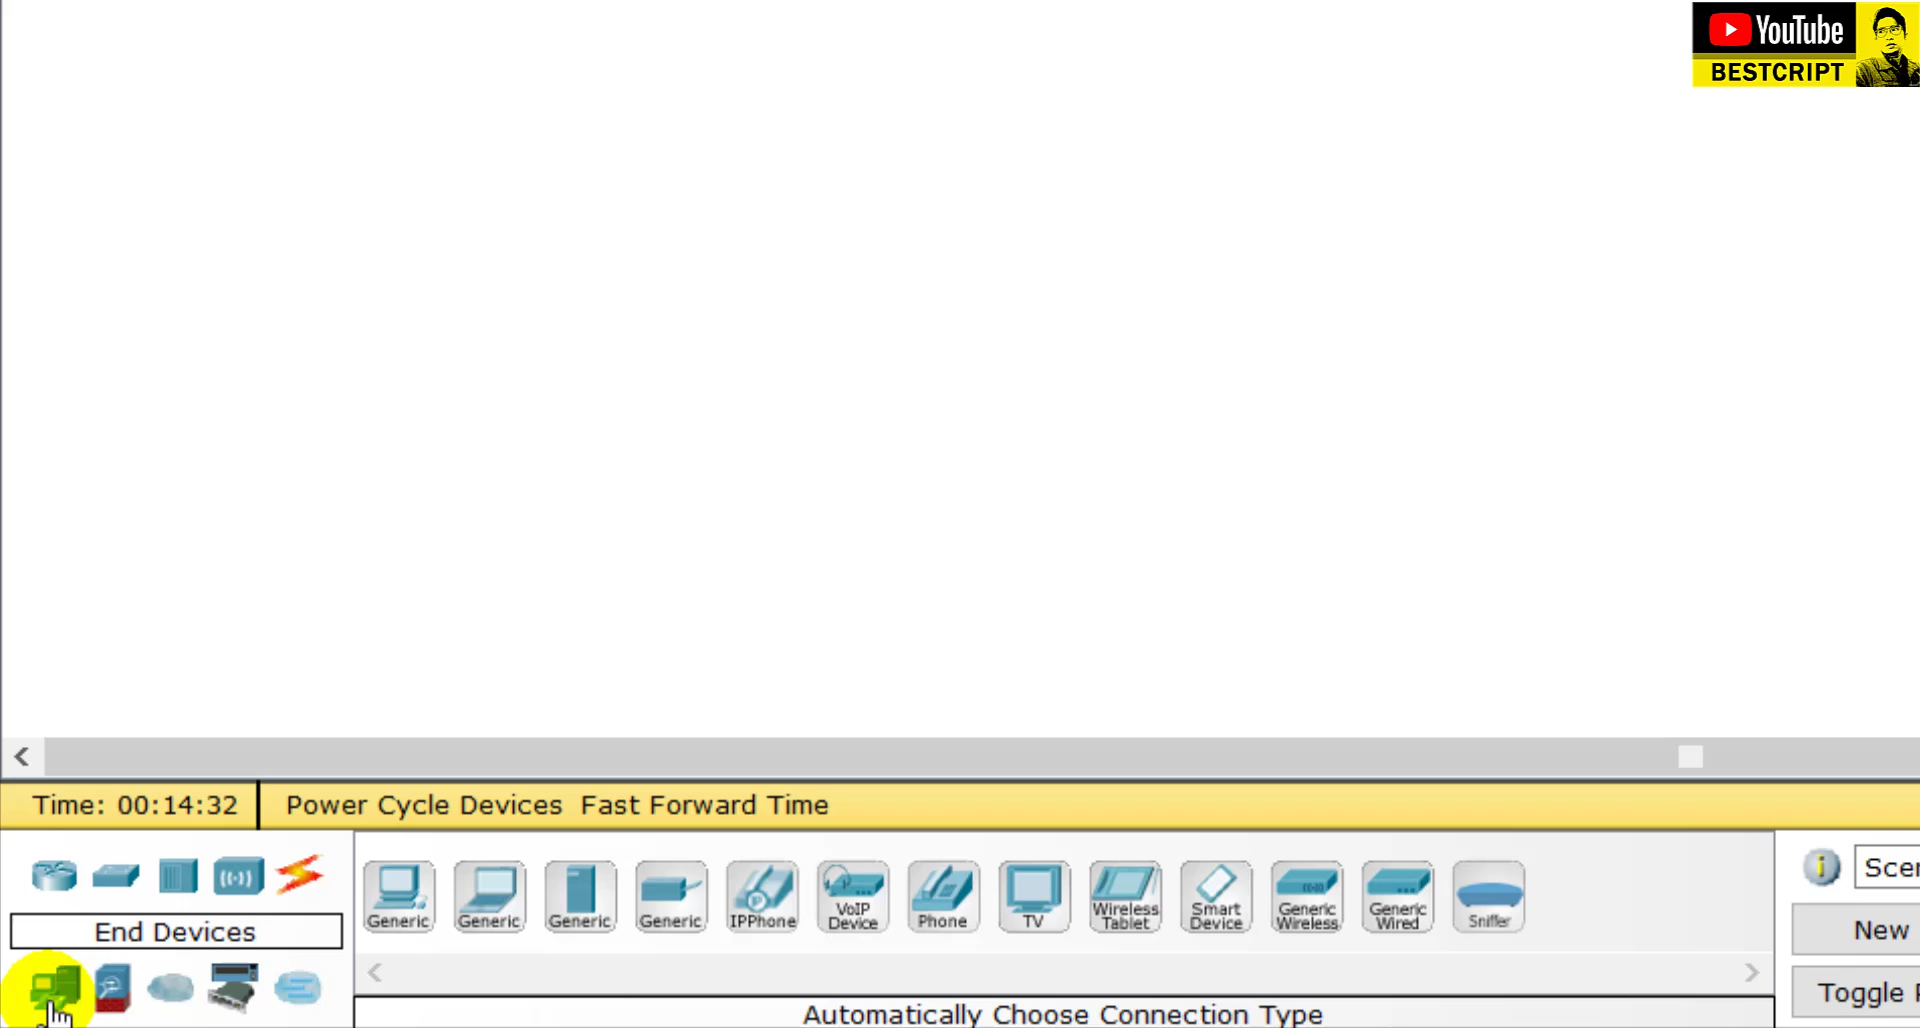 YouTube
BESTCRIPT
Time: 00:14:32
Power Cycle Devices Fast Forward Time
End Devices
Generic
Generic
Generic
Generic
IPPhone
VoIP
Device
Phone
TV
Wireless
Tablet
Smart
Device
Generic
Wireless
Generic
Wired
Sniffer
Scen
New
Toggle
Automatically Choose Connection Type